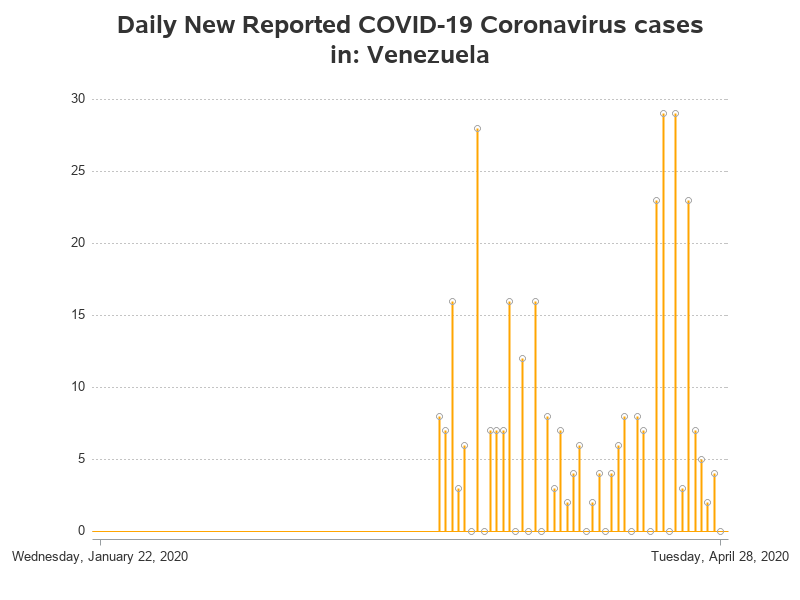 Daily New Reported COVID-19 Coronavirus cases
in: Venezuela
30
25
20
15
10
5
0
Wednesday, January 22, 2020 Tuesday, April 28, 2020